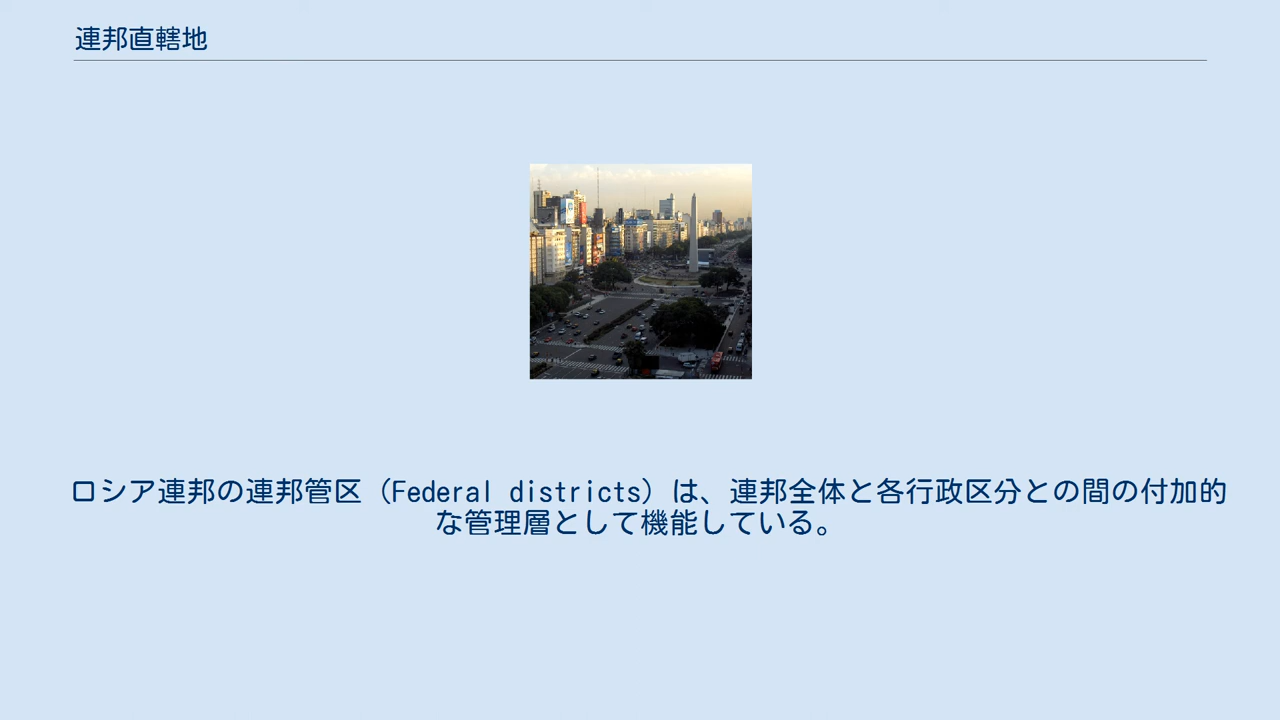 連邦直轄地
ロシア連邦の連邦管区（Federal districts）は、連邦全体と各行政区分との間の付加的
な管理層として機能している。